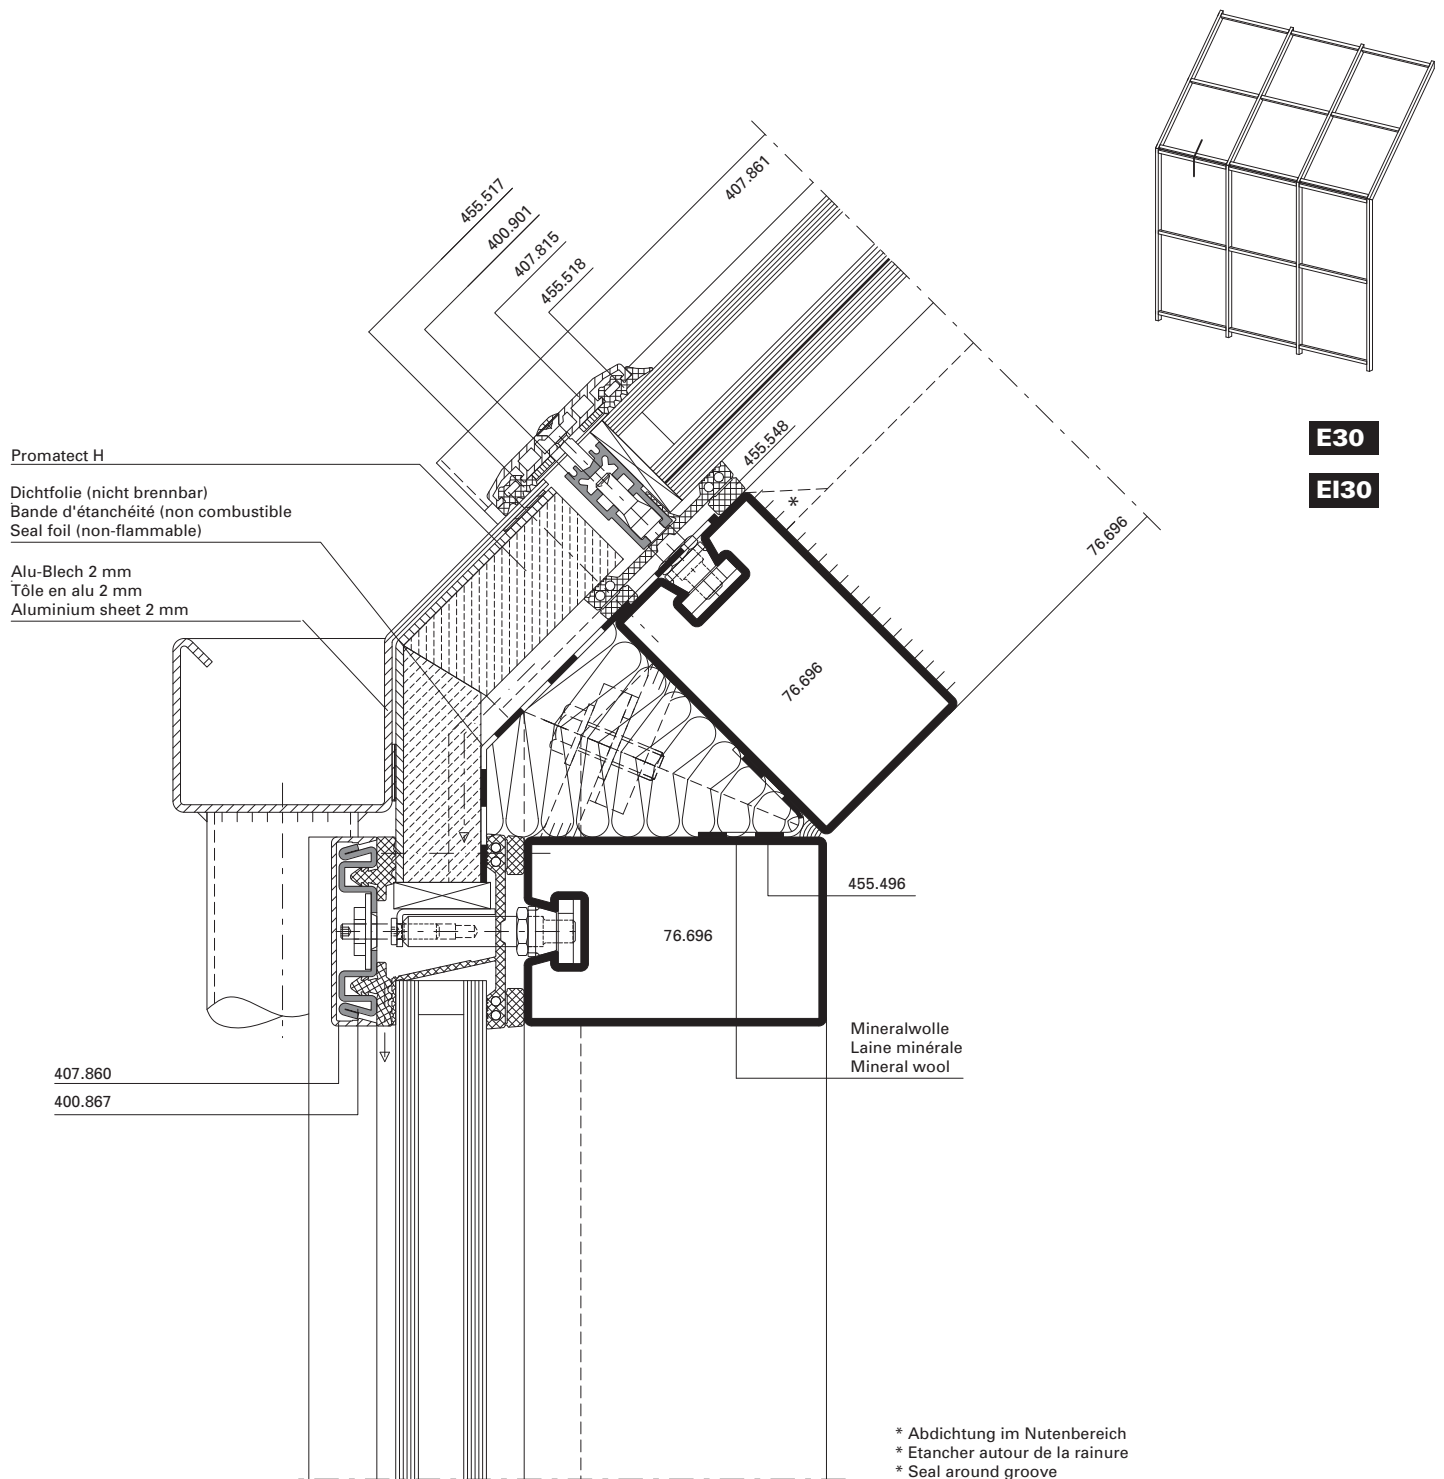 455.517
400.901
407.815
455.518
407.861
E30
EI30
Promatect H
Dichtfolie (nicht brennbar)
Bande d'étanchéité (non combustible
Seal foil (non-flammable)
Alu-Blech 2 mm
Tôle en alu 2 mm
Aluminium sheet 2 mm
455.548
*
76.696
76.696
455.496
76.696
Mineralwolle
Laine minérale
Mineral wool
407.860
400.867
* Abdichtung im Nutenbereich
* Etancher autour de la rainure
* Seal around groove